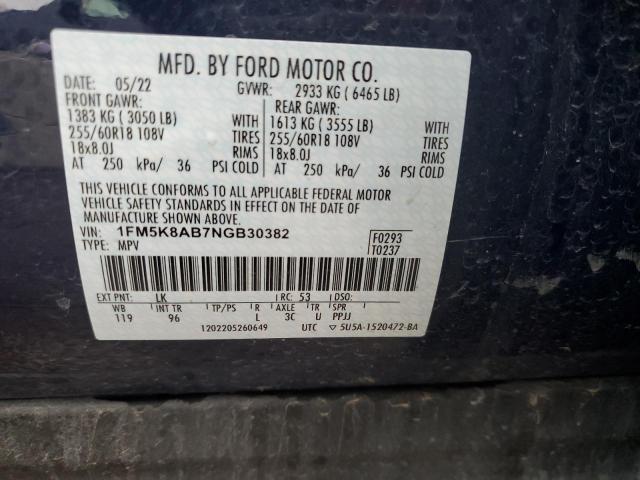 MFD. BY FORD MOTOR CO.
DATE: 05/22 GVWR: 2933 KG ( 6465 LB)
FRONT GAWR: REAR GAWR:
1383 KG ( 3050 LB) WITH 1613 KG ( 3555 LB) WITH
255/60R18 108V TIRES 255/60R18 108V TIRES
18x8.0J RIMS 18x8.0J RIMS
AT 250 kPa/ 36 PSI COLD AT 250 kPa/ 36 PSI COLD
THIS VEHICLE CONFORMS TO ALL APPLICABLE FEDERAL MOTOR
VEHICLE SAFETY STANDARDS IN EFFECT ON THE DATE OF
MANUFACTURE SHOWN ABOVE.
VIN: 1FM5K8AB7NGB30382 F0293
TYPE: MPV T0237
EXT PNT: LK RC: 53 DSO:
WB INT TR TP/PS R AXLE TR SPR
119 96 L 3C U PPJJ
1202205260649 UTC ▽ 5U5A-1520472-BA